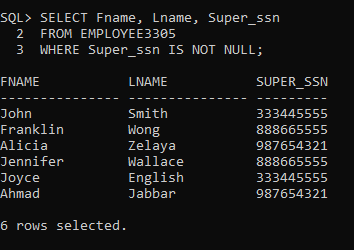 SQL> SELECT Fname, Lname, Super_ssn
  2  FROM EMPLOYEE3305
  3  WHERE Super_ssn IS NOT NULL;

FNAME           LNAME           SUPER_SSN
--------------- --------------- ---------
John            Smith           333445555
Franklin        Wong            888665555
Alicia          Zelaya          987654321
Jennifer        Wallace         888665555
Joyce           English         333445555
Ahmad           Jabbar          987654321

6 rows selected.